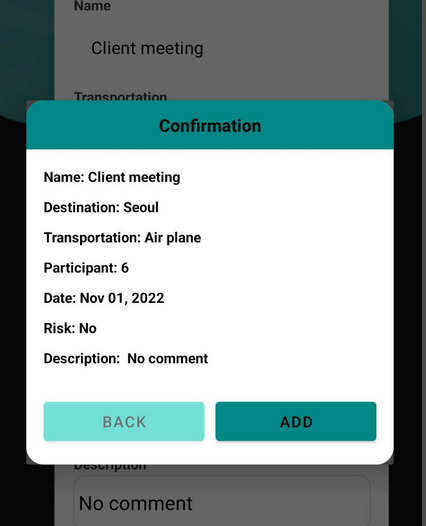 Name
Client meeting
Transportation
Confirmation
Name: Client meeting
Destination: Seoul
Transportation: Air plane
Participant: 6
Date: Nov 01, 2022
Risk: No
Description:  No comment
BACK
ADD
Description
No comment